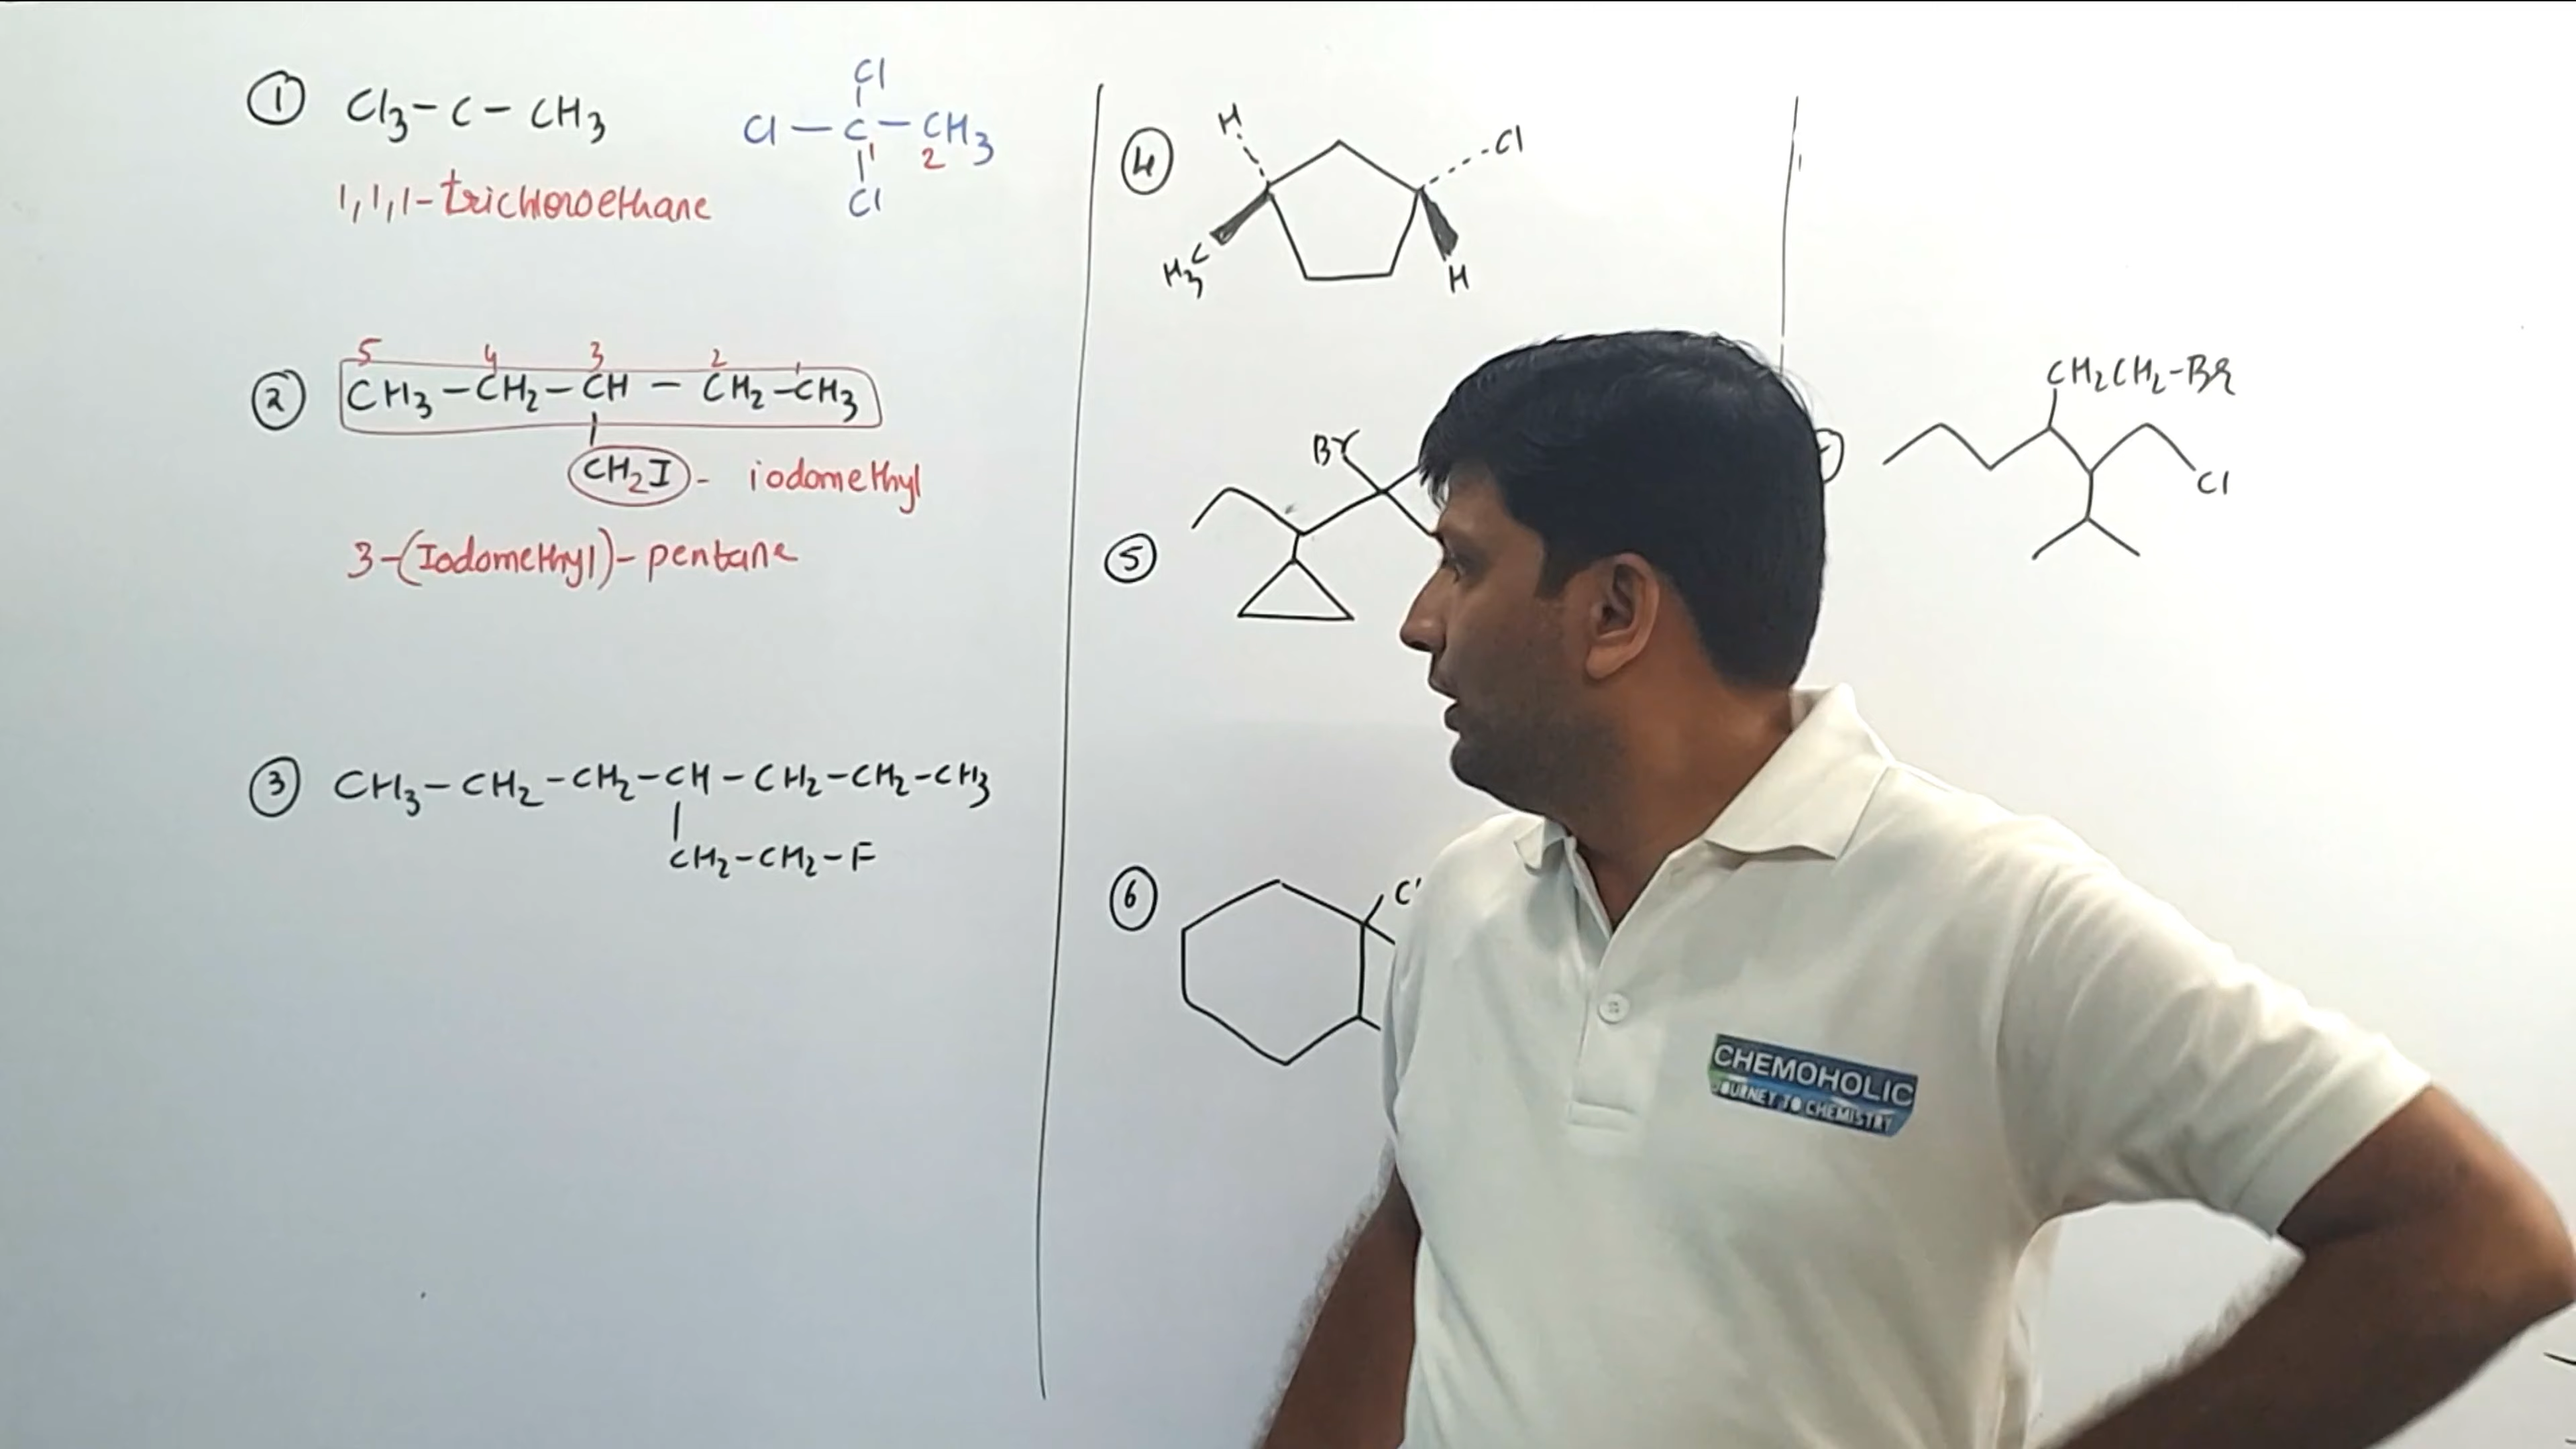 ① Cl3-C-CH3
1,1,1-trichloroethane
Cl
Cl-C-CH3
1 2
Cl
5 4 3 2 1
② CH3-CH2-CH-CH2-CH3
CH2I - iodomethyl
3-(Iodomethyl)-pentane
③ CH3-CH2-CH2-CH-CH2-CH2-CH3
CH2-CH2-F
④ H Cl
H3C H
⑤ Br
⑥
CH2CH2-Br
Cl
CHEMOHOLIC
JOURNEY TO CHEMISTRY